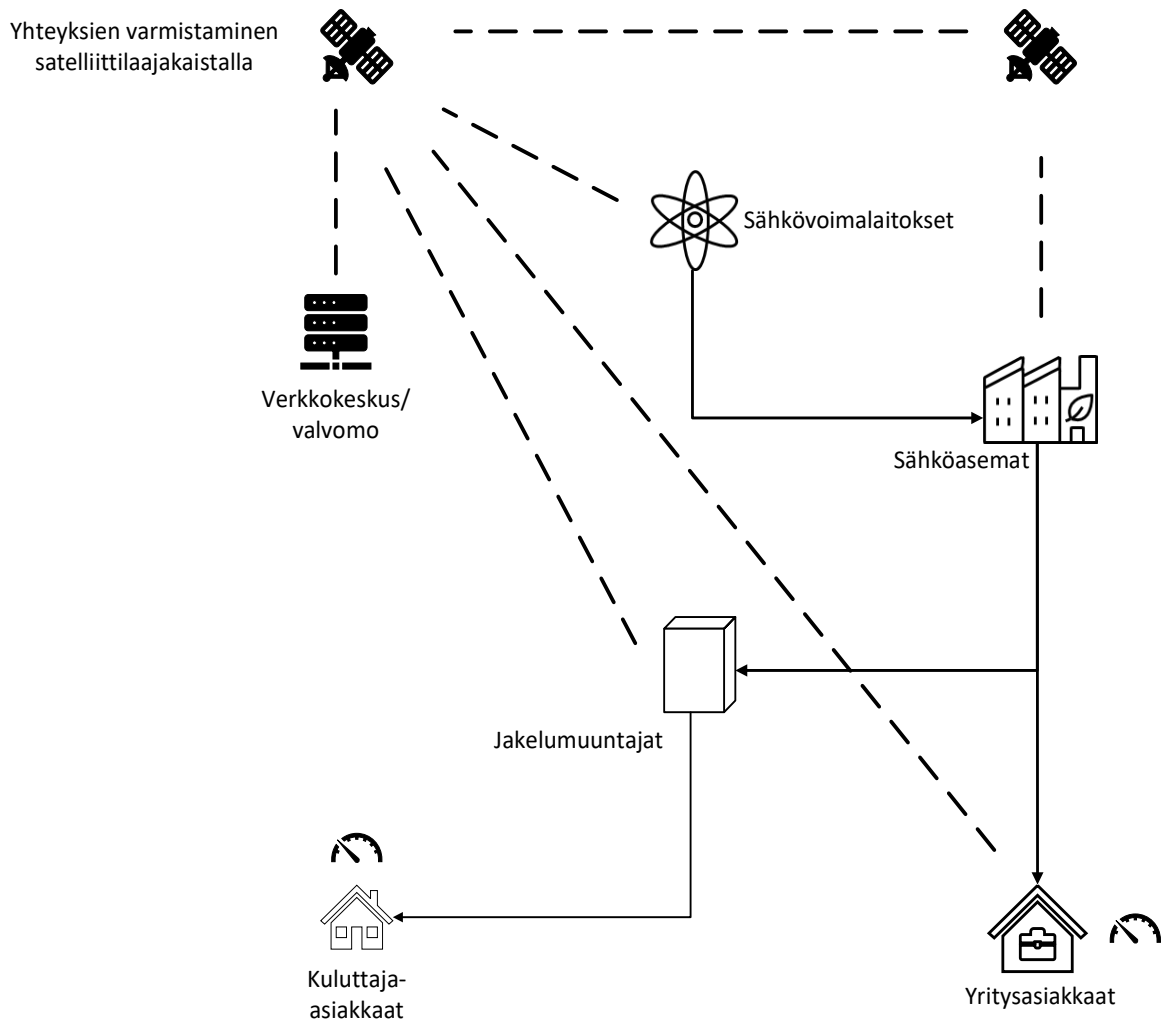 Yhteyksien varmistaminen
satelliittilaajakaistalla
Sähkövoimalaitokset
Verkkokeskus/
valvomo
Sähköasemat
Jakelumuuntajat
Kuluttaja-
asiakkaat
Yritysasiakkaat